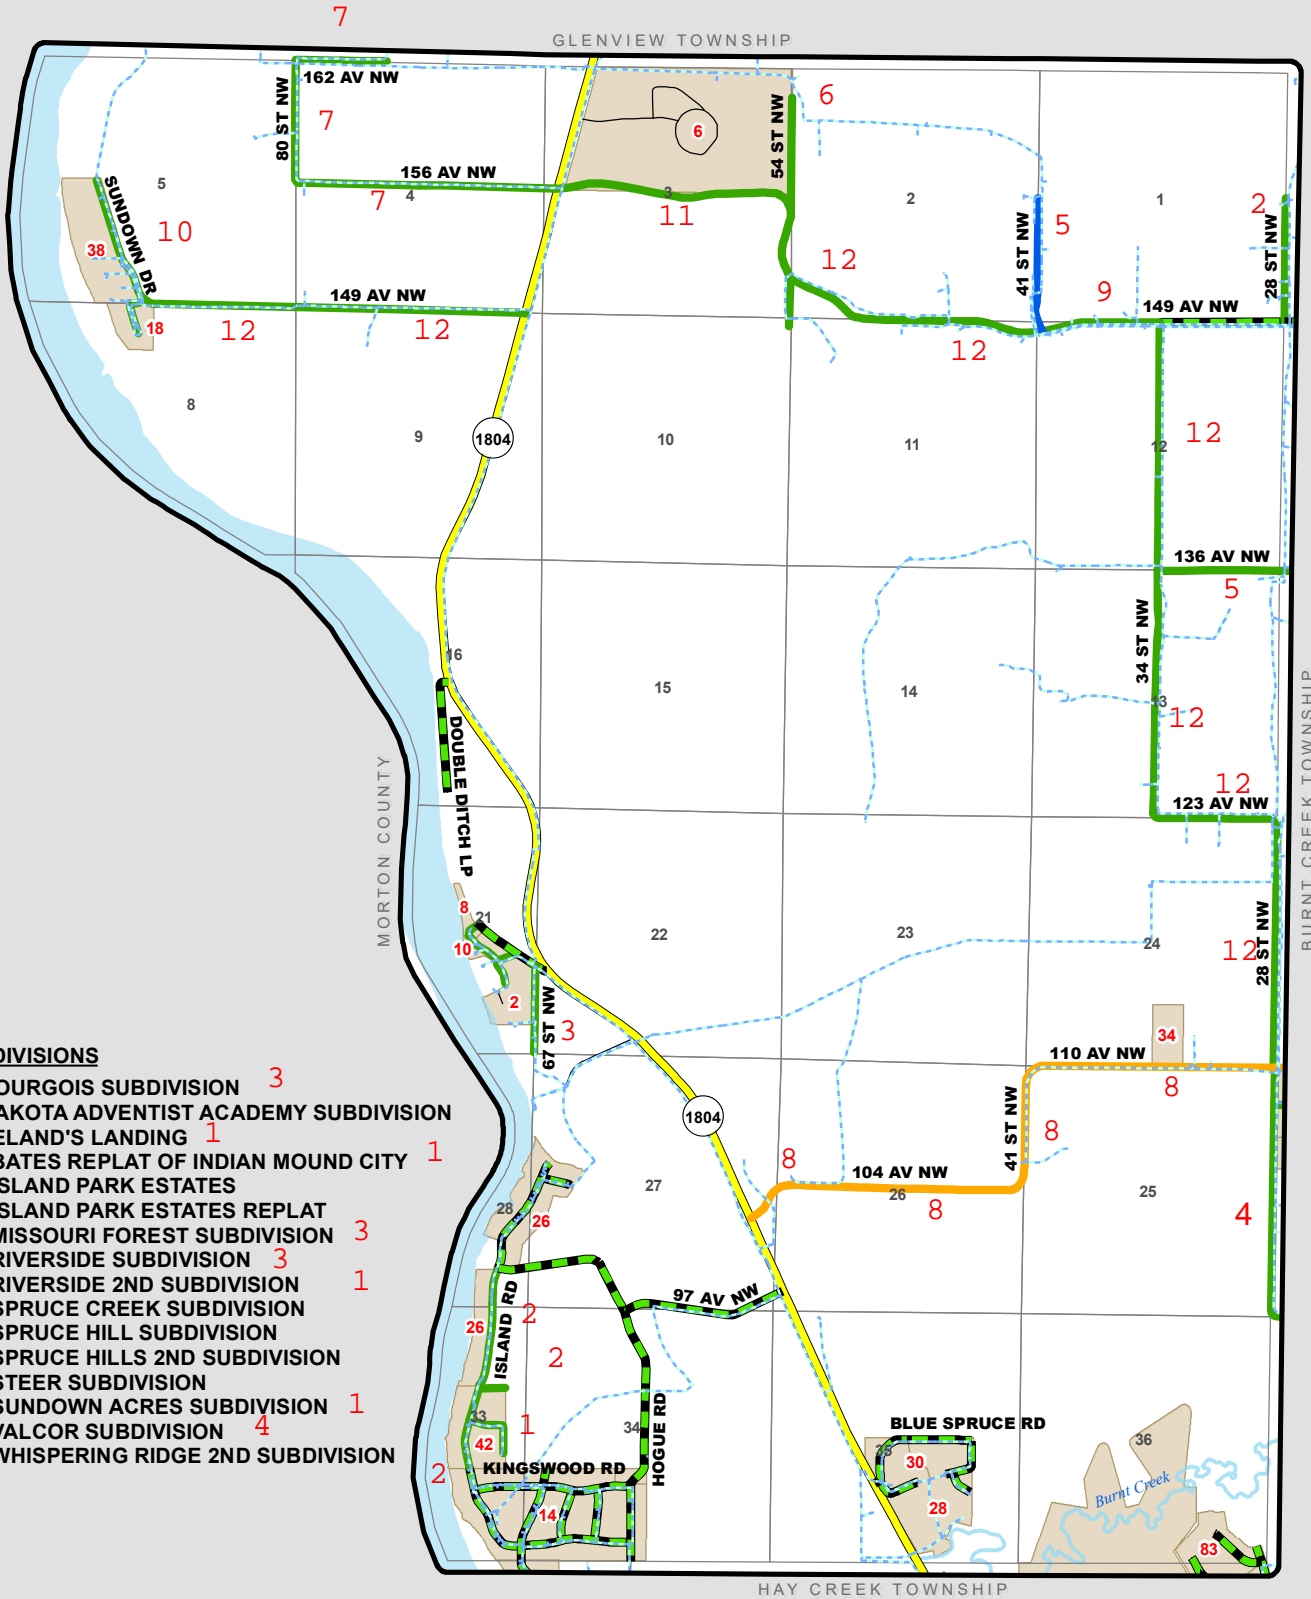 7
GLENVIEW TOWNSHIP
162 AV NW
80 ST NW
7
6
54 ST NW
6
156 AV NW
5
4
7
3
11
2
1
2
SUNDOWN DR
10
38
41 ST NW
5
28 ST NW
12
9
149 AV NW
149 AV NW
18
12
12
12
8
9
1804
10
11
12
12
136 AV NW
5
34 ST NW
16
15
14
13
12
DOUBLE DITCH LP
MORTON COUNTY
BURNT CREEK TOWNSHIP
12
123 AV NW
8
21
10
22
23
24
12
28 ST NW
2
67 ST NW
3
34
110 AV NW
8
1804
41 ST NW
8
8
104 AV NW
26
8
27
25
4
28
26
97 AV NW
ISLAND RD
26
2
2
33
1
42
34
HOGUE RD
2
KINGSWOOD RD
14
BLUE SPRUCE RD
35
30
28
36
Burnt Creek
83
HAY CREEK TOWNSHIP
DIVISIONS
OURGOIS SUBDIVISION 3
AKOTA ADVENTIST ACADEMY SUBDIVISION
ELAND'S LANDING 1
BATES REPLAT OF INDIAN MOUND CITY 1
SLAND PARK ESTATES
SLAND PARK ESTATES REPLAT
MISSOURI FOREST SUBDIVISION 3
RIVERSIDE SUBDIVISION 3
RIVERSIDE 2ND SUBDIVISION 1
SPRUCE CREEK SUBDIVISION
SPRUCE HILL SUBDIVISION
SPRUCE HILLS 2ND SUBDIVISION
STEER SUBDIVISION
SUNDOWN ACRES SUBDIVISION 1
VALCOR SUBDIVISION 4
WHISPERING RIDGE 2ND SUBDIVISION